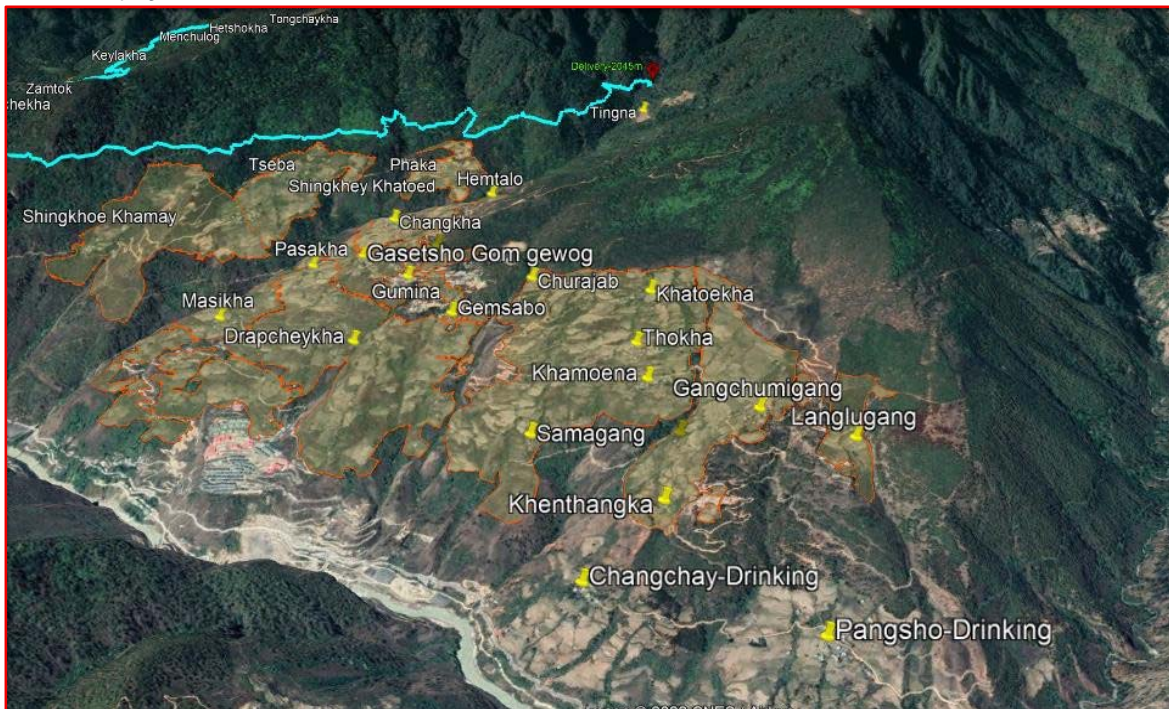 Tongchaykha
Hetshokha
Menchulog
Keylakha
Zamtok
chekha
Delivery-2045m
Tingna
Tseba
Phaka
Shingkhey Khatoed
Hemtalo
Shingkhoe Khamay
Changkha
Pasakha
Gasetsho Gom gewog
Gumina
Churajab
Khatoekha
Masikha
Gemsabo
Drapcheykha
Thokha
Khamoena
Gangchumigang
Langlugang
Samagang
Khenthangka
Changchay-Drinking
Pangsho-Drinking